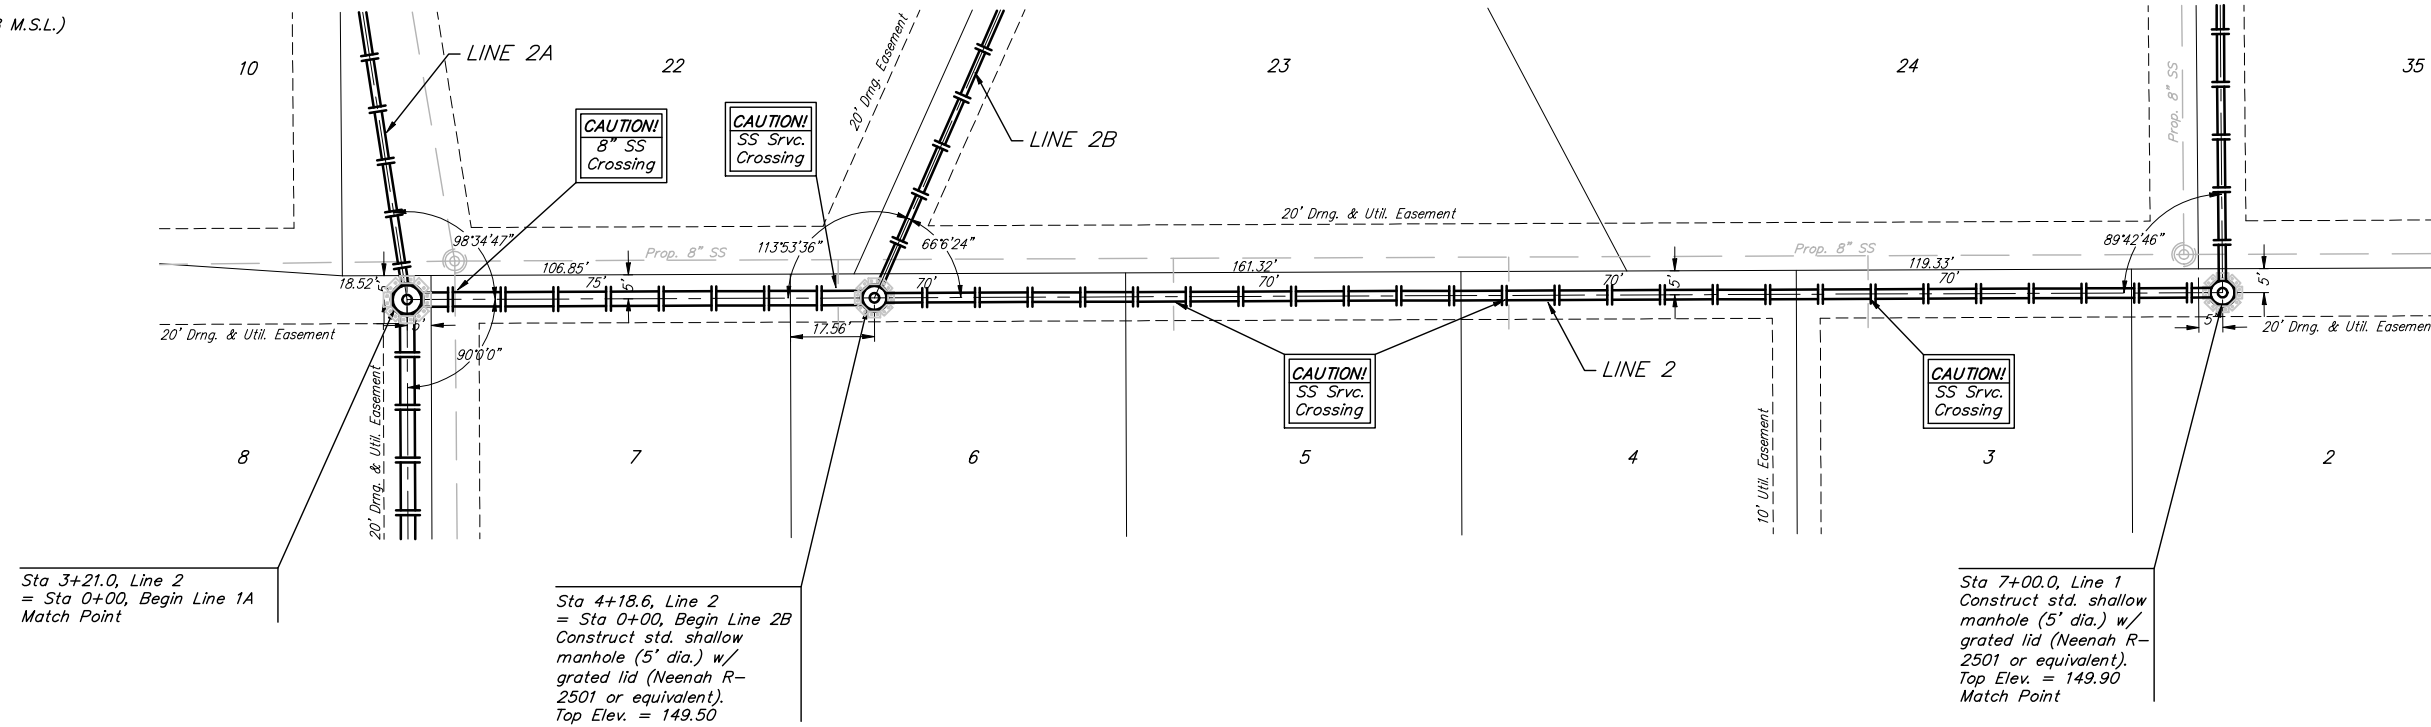 M.S.L.)
10
LINE 2A
22
CAUTION!
8" SS
Crossing
CAUTION!
SS Srvc.
Crossing
20' Drng. Easement
LINE 2B
23
24
Prop. 8" SS
35
20' Drng. & Util. Easement
98°34'47"
Prop. 8" SS
113°53'36"
66°6'24"
Prop. 8" SS
89°42'46"
18.52'
5'
106.85'
75'
5'
70'
161.32'
70'
70'
5'
119.33'
70'
5'
20' Drng. & Util. Easement
90°0'0"
17.56'
5'
20' Drng. & Util. Easemen
20' Drng. & Util. Easement
CAUTION!
SS Srvc.
Crossing
LINE 2
CAUTION!
SS Srvc.
Crossing
10' Util. Easement
8
7
6
5
4
3
2
Sta 3+21.0, Line 2
= Sta 0+00, Begin Line 1A
Match Point
Sta 4+18.6, Line 2
= Sta 0+00, Begin Line 2B
Construct std. shallow
manhole (5' dia.) w/
grated lid (Neenah R-
2501 or equivalent).
Top Elev. = 149.50
Sta 7+00.0, Line 1
Construct std. shallow
manhole (5' dia.) w/
grated lid (Neenah R-
2501 or equivalent).
Top Elev. = 149.90
Match Point